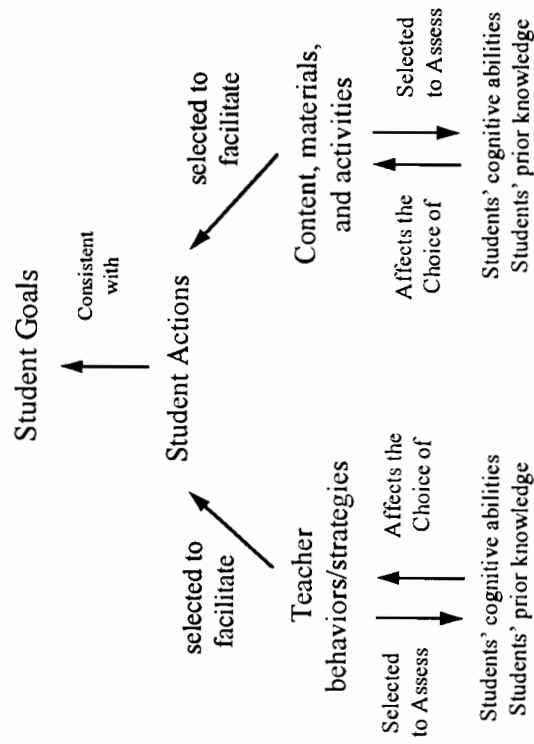 Student Goals
Consistent
with
Student Actions
selected to
facilitate
selected to
facilitate
Teacher
behaviors/strategies
Content, materials,
and activities
Selected
to Assess
Affects the
Choice of
Affects the
Choice of
Selected
to Assess
Students' cognitive abilities
Students' prior knowledge
Students' cognitive abilities
Students' prior knowledge